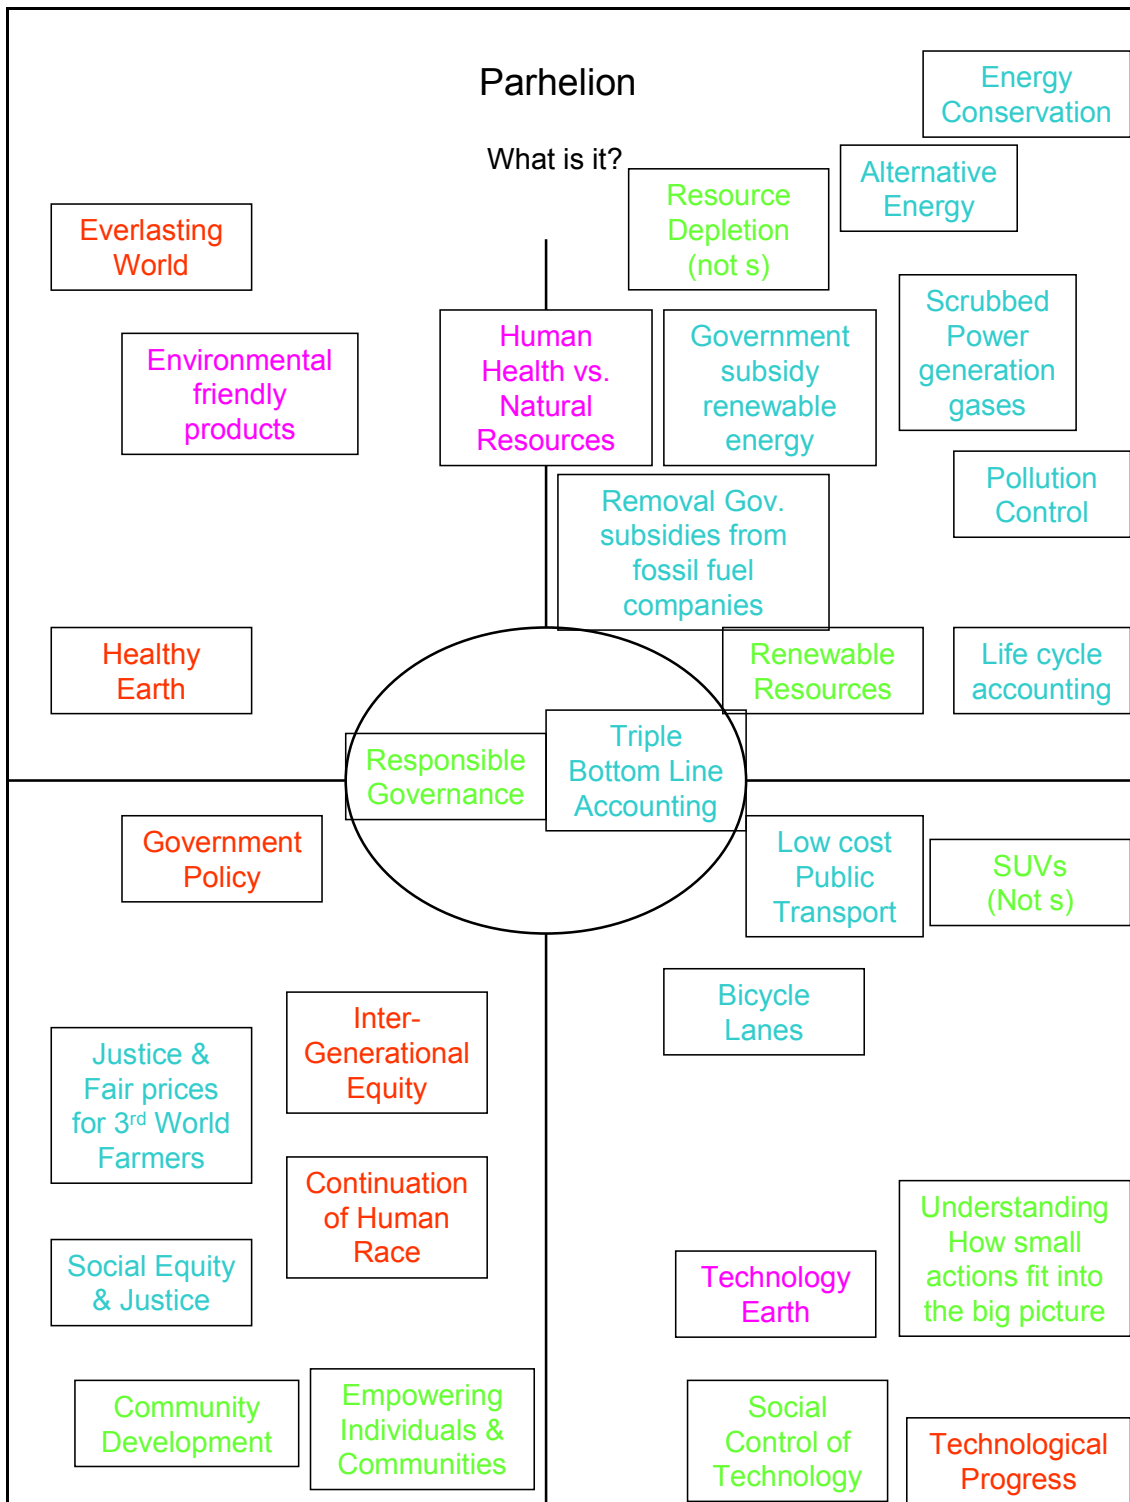 Parhelion
What is it?
Energy
Conservation
Alternative
Energy
Resource
Depletion
(not s)
Everlasting
World
Scrubbed
Power
generation
gases
Human
Health vs.
Natural
Resources
Government
subsidy
renewable
energy
Environmental
friendly
products
Pollution
Control
Removal Gov.
subsidies from
fossil fuel
companies
Healthy
Earth
Renewable
Resources
Life cycle
accounting
Responsible
Governance
Triple
Bottom Line
Accounting
Government
Policy
Low cost
Public
Transport
SUVs
(Not s)
Bicycle
Lanes
Inter-
Generational
Equity
Justice &
Fair prices
for 3rd World
Farmers
Continuation
of Human
Race
Understanding
How small
actions fit into
the big picture
Social Equity
& Justice
Technology
Earth
Community
Development
Empowering
Individuals &
Communities
Social
Control of
Technology
Technological
Progress